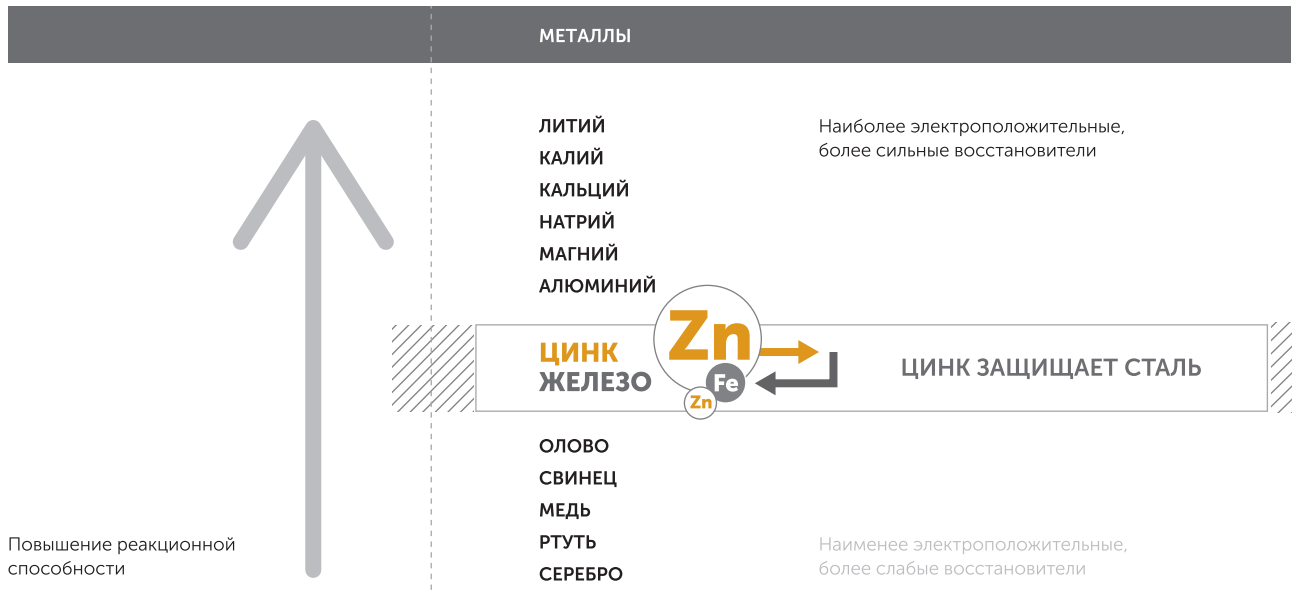 МЕТАЛЛЫ
ЛИТИЙ
КАЛИЙ
КАЛЬЦИЙ
НАТРИЙ
МАГНИЙ
АЛЮМИНИЙ
Наиболее электроположительные,
более сильные восстановители
ЦИНК
ЖЕЛЕЗО
Zn
Fe
Zn
ЦИНК ЗАЩИЩАЕТ СТАЛЬ
ОЛОВО
СВИНЕЦ
МЕДЬ
РТУТЬ
СЕРЕБРО
Повышение реакционной
способности
Наименее электроположительные,
более слабые восстановители